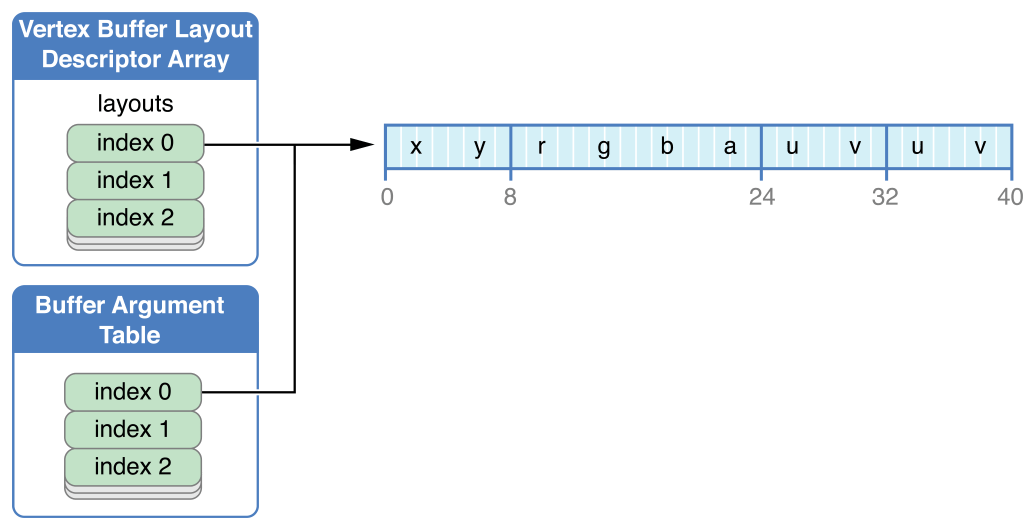 Vertex Buffer Layout
Descriptor Array
layouts
index 0
index 1
index 2
x y r g b a u v u v
0 8 24 32 40
Buffer Argument
Table
index 0
index 1
index 2